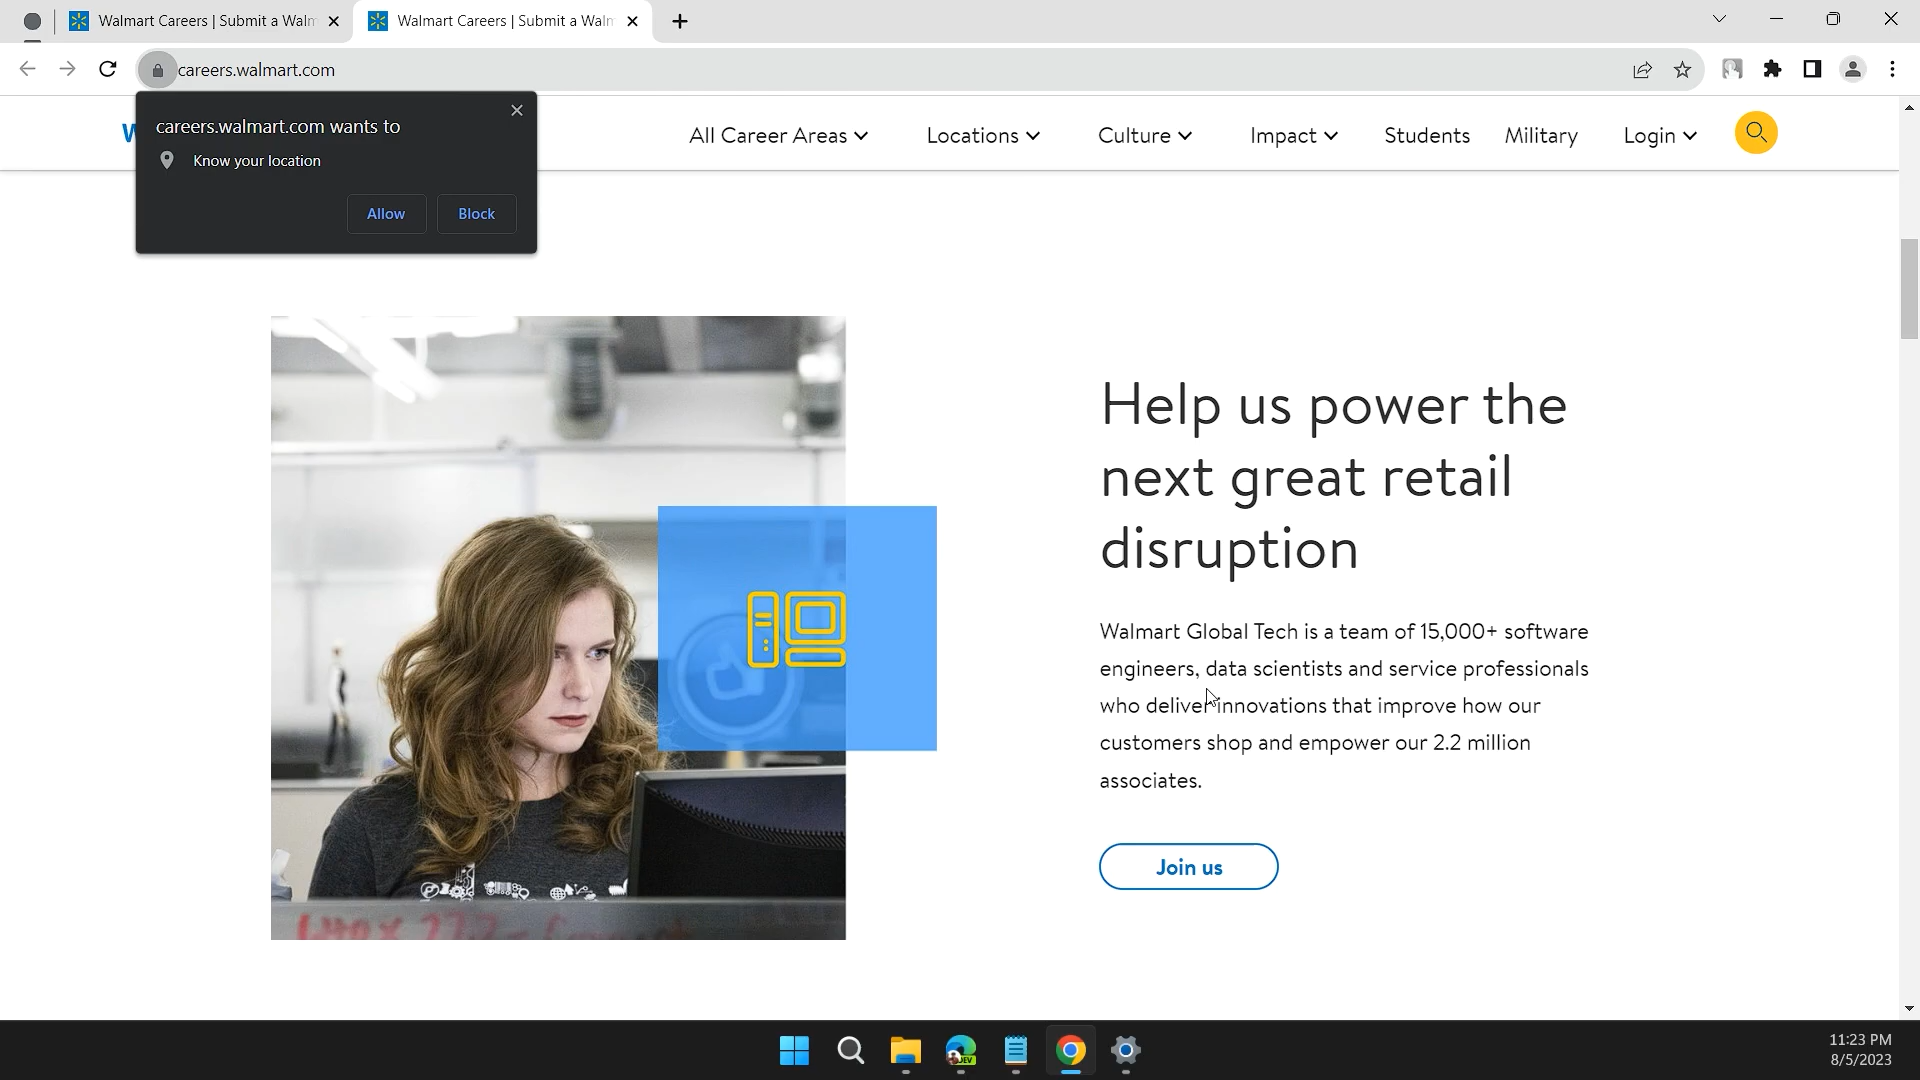 Walmart Careers | Submit a Walm
Walmart Careers | Submit a Walm
careers.walmart.com
careers.walmart.com wants to
Know your location
Allow
Block
All Career Areas
Locations
Culture
Impact
Students
Military
Login
Help us power the
next great retail
disruption
Walmart Global Tech is a team of 15,000+ software
engineers, data scientists and service professionals
who deliver innovations that improve how our
customers shop and empower our 2.2 million
associates.
Join us
DEV
11:23 PM
8/5/2023